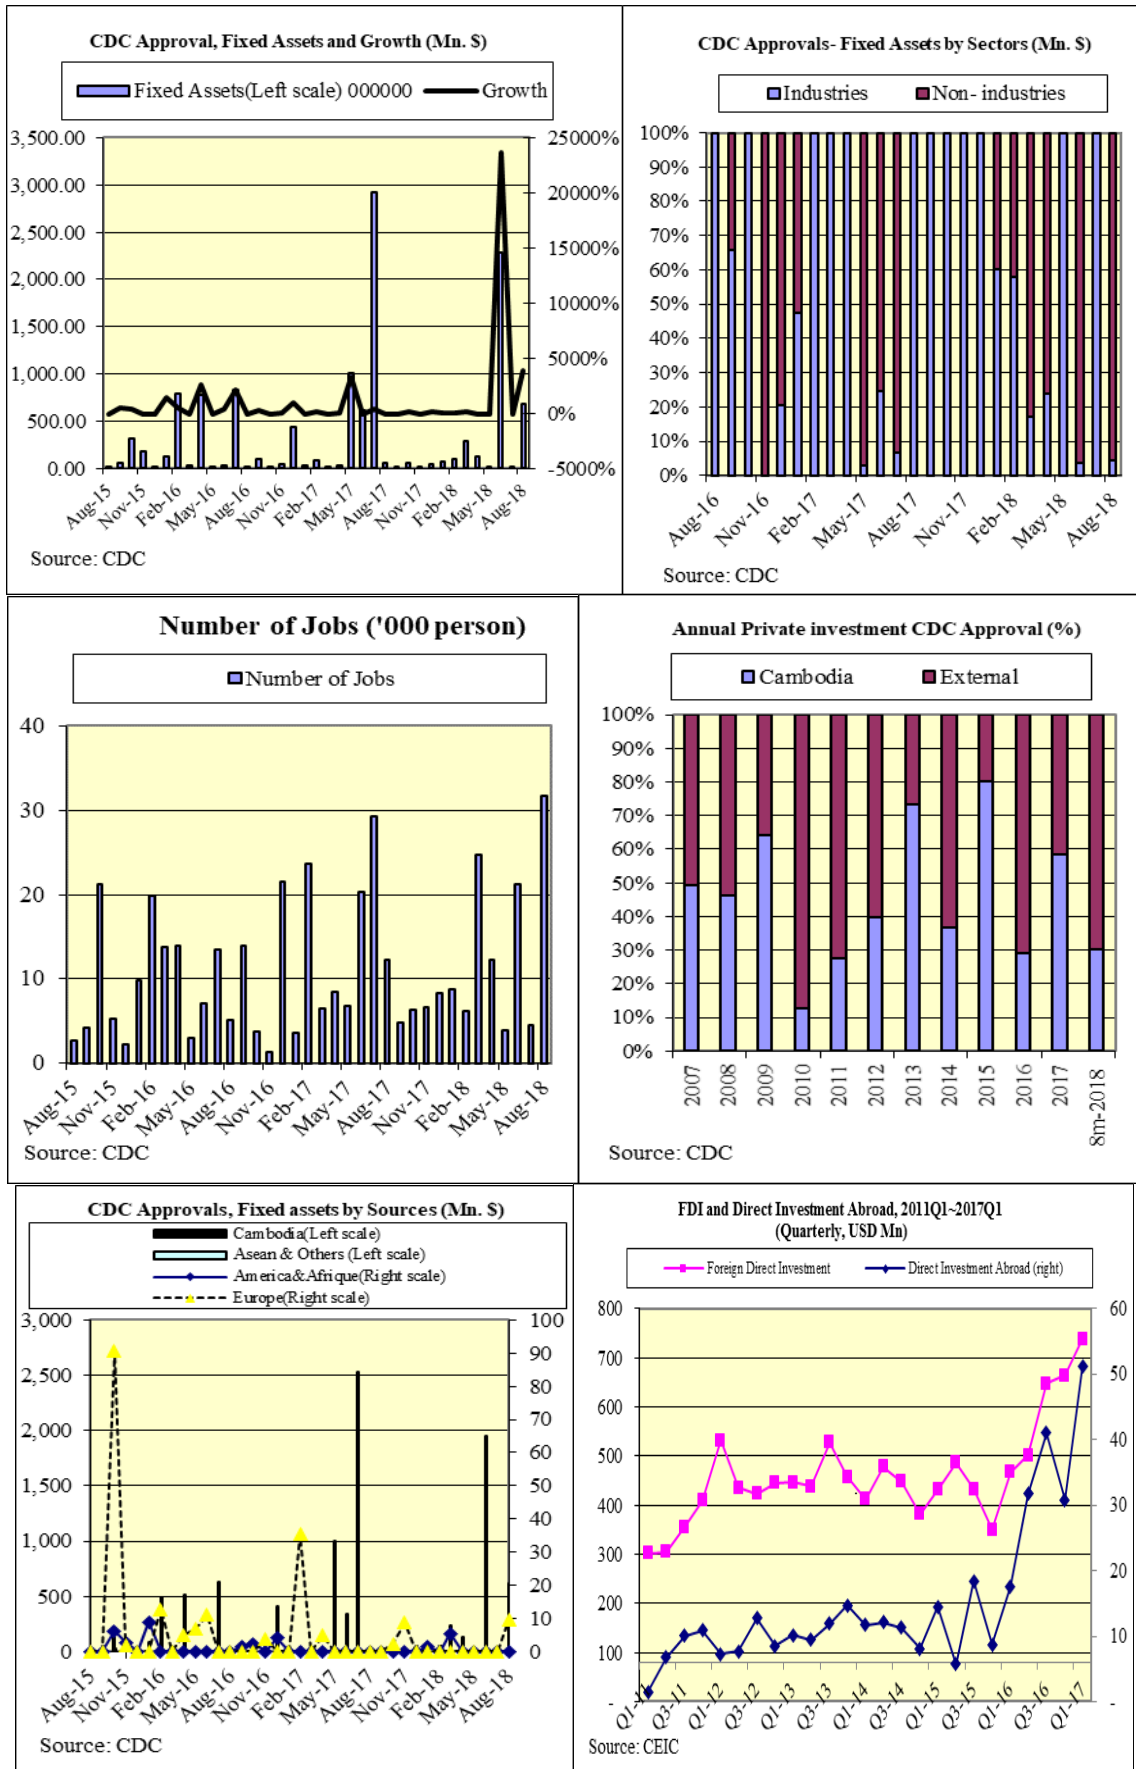 CDC Approval, Fixed Assets and Growth (Mn. $)
Fixed Assets(Left scale) 000000
Growth
3,500.00
3,000.00
2,500.00
2,000.00
1,500.00
1,000.00
500.00
0.00
25000%
20000%
15000%
10000%
5000%
0%
-5000%
Aug-15
Nov-15
Feb-16
May-16
Aug-16
Nov-16
Feb-17
May-17
Aug-17
Nov-17
Feb-18
May-18
Aug-18
Source: CDC
CDC Approvals- Fixed Assets by Sectors (Mn. $)
Industries
Non- industries
100%
90%
80%
70%
60%
50%
40%
30%
20%
10%
0%
Aug-16
Nov-16
Feb-17
May-17
Aug-17
Nov-17
Feb-18
May-18
Aug-18
Source: CDC
Number of Jobs ('000 person)
Number of Jobs
40
30
20
10
0
Aug-15
Nov-15
Feb-16
May-16
Aug-16
Nov-16
Feb-17
May-17
Aug-17
Nov-17
Feb-18
May-18
Aug-18
Source: CDC
Annual Private investment CDC Approval (%)
Cambodia
External
100%
90%
80%
70%
60%
50%
40%
30%
20%
10%
0%
2007
2008
2009
2010
2011
2012
2013
2014
2015
2016
2017
8m-2018
Source: CDC
CDC Approvals, Fixed assets by Sources (Mn. $)
Cambodia(Left scale)
Asean & Others (Left scale)
America&Afrique(Right scale)
Europe(Right scale)
3,000
2,500
2,000
1,500
1,000
500
0
100
90
80
70
60
50
40
30
20
10
0
Aug-15
Nov-15
Feb-16
May-16
Aug-16
Nov-16
Feb-17
May-17
Aug-17
Nov-17
Feb-18
May-18
Aug-18
Source: CDC
FDI and Direct Investment Abroad, 2011Q1~2017Q1
(Quarterly, USD Mn)
Foreign Direct Investment
Direct Investment Abroad (right)
800
700
600
500
400
300
200
100
-
60
50
40
30
20
10
-
Q1-11
Q3-11
Q1-12
Q3-12
Q1-13
Q3-13
Q1-14
Q3-14
Q1-15
Q3-15
Q1-16
Q3-16
Q1-17
Source: CEIC